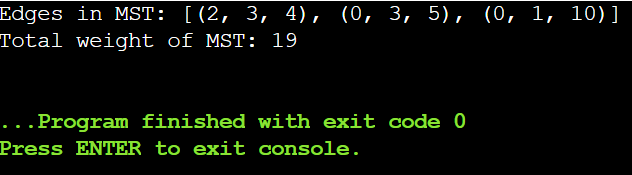 Edges in MST: [(2, 3, 4), (0, 3, 5), (0, 1, 10)]
Total weight of MST: 19
...Program finished with exit code 0
Press ENTER to exit console.